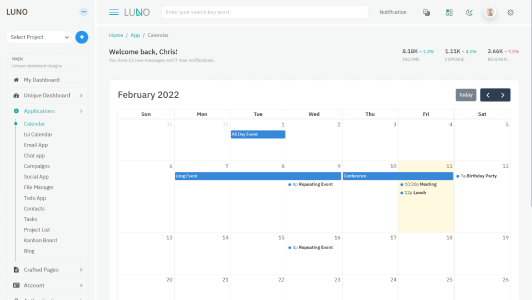 LUNO
Select Project
MAIN
Unique dashboard designs
My Dashboard
Unique Dashboard
Applications
Calendar
tui Calendar
Email App
Chat app
Campaigns
Social App
File Manager
Todo App
Contacts
Tasks
Project List
Kanban Board
Blog
Crafted Pages
Account
LUNO
Enter your search key word
Notification
Home / App / Calendar
Welcome back, Chris!
You have 12 new messages and 7 new notifications.
8.18K 1.3%
INCOME
1.11K 4.1%
EXPENSE
3.66K 7.5%
REVENUE
February 2022
today
Sun Mon Tue Wed Thu Fri Sat
30 31 1 2 3 4 5
All Day Event
6 7 8 9 10 11 12
Long Event
Conference
7a Birthday Party
4p Repeating Event
10:30a Meeting
12p Lunch
13 14 15 16 17 18 19
4p Repeating Event
20 21 22 23 24 25 26